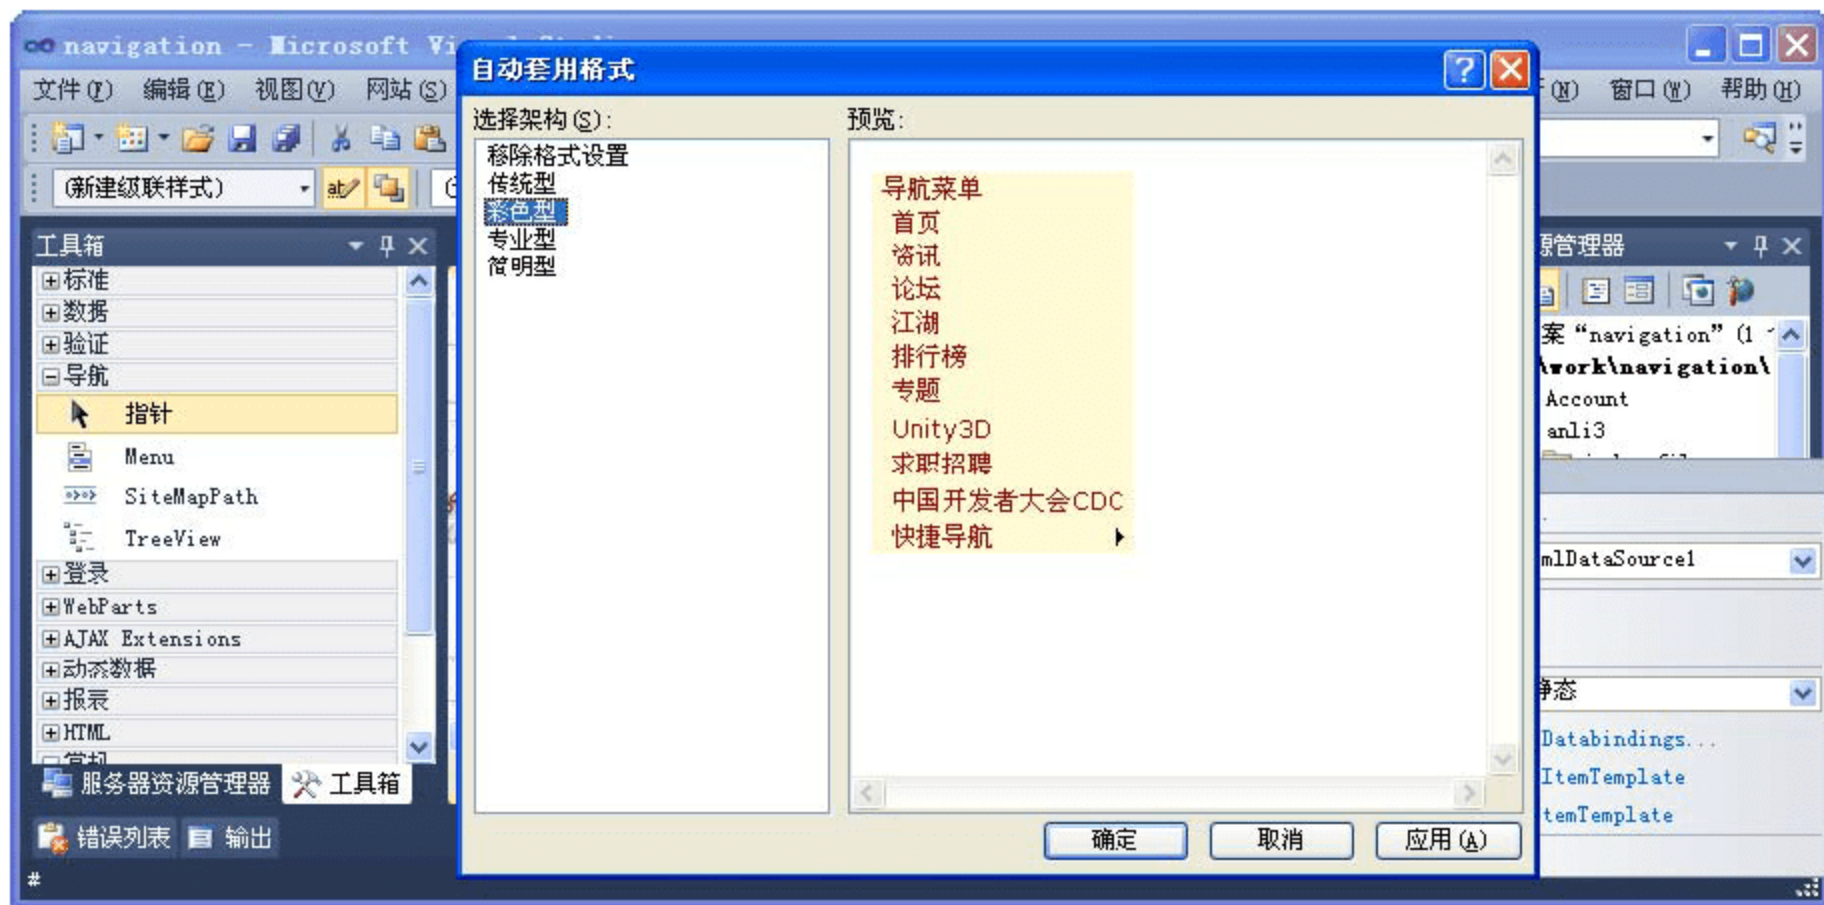 navigation - Microsoft
自动套用格式
文件(F) 编辑(E) 视图(V) 网站(S)
(N) 窗口(W) 帮助(H)
选择架构(S):
预览:
移除格式设置
传统型
彩色型
专业型
简明型
导航菜单
首页
资讯
论坛
江湖
排行榜
专题
Unity3D
求职招聘
中国开发者大会CDC
快捷导航
确定
取消
应用(A)
(新建级联样式)
工具箱
标准
数据
验证
导航
指针
Menu
SiteMapPath
TreeView
登录
WebParts
AJAX Extensions
动态数据
报表
HTML
常规
服务器资源管理器
工具箱
错误列表
输出
#
源管理器
案“navigation” (1
\work\navigation\
Account
anli3
mlDataSource1
静态
Databindings...
ItemTemplate
temTemplate